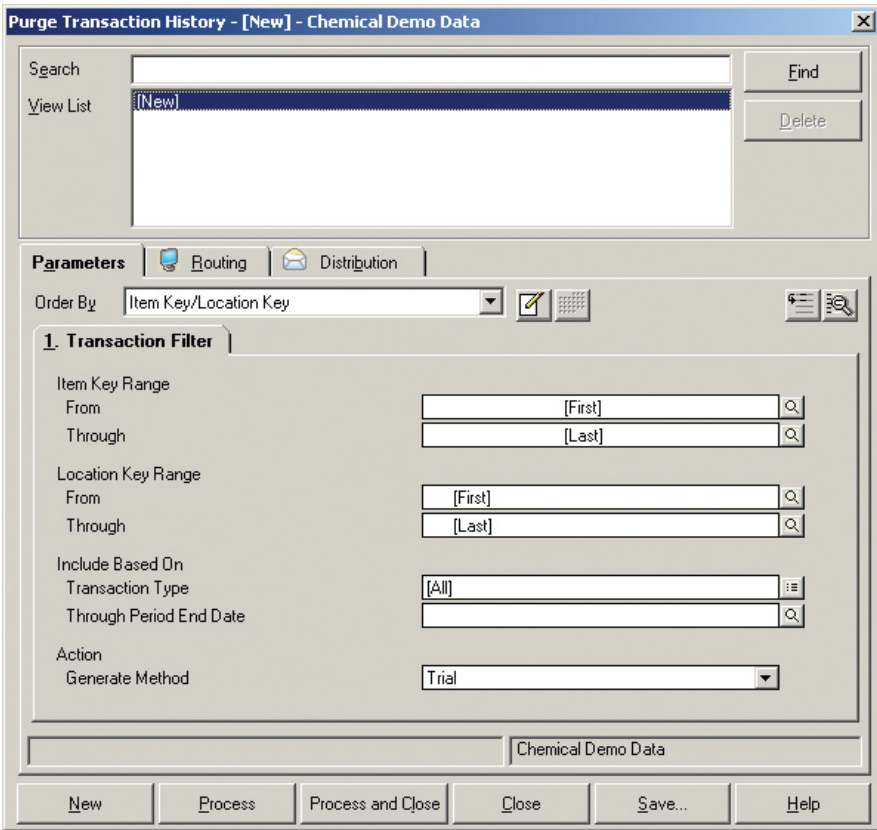 Purge Transaction History - [New] - Chemical Demo Data
Search
Find
View List
[New]
Delete
Parameters
Routing
Distribution
Order By
Item Key/Location Key
1. Transaction Filter
Item Key Range
From
[First]
Through
[Last]
Location Key Range
From
[First]
Through
[Last]
Include Based On
Transaction Type
[All]
Through Period End Date
Action
Generate Method
Trial
Chemical Demo Data
New
Process
Process and Close
Close
Save...
Help